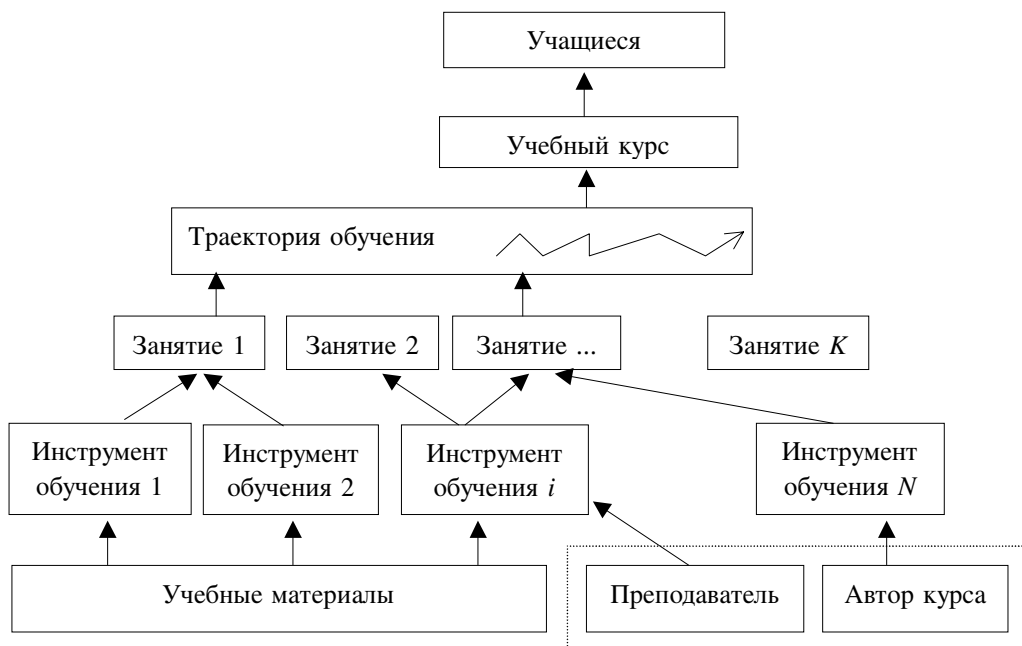 Учащиеся
Учебный курс
Траектория обучения
Занятие 1
Занятие 2
Занятие ...
Занятие K
Инструмент
обучения 1
Инструмент
обучения 2
Инструмент
обучения i
Инструмент
обучения N
Учебные материалы
Преподаватель
Автор курса